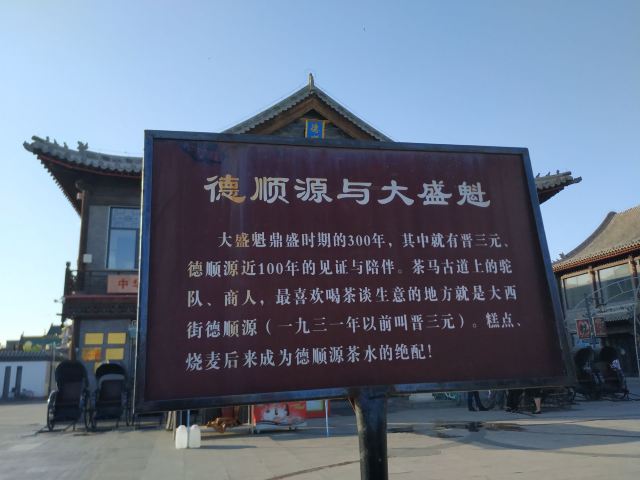 德顺源与大盛魁
大盛魁鼎盛时期的300年，其中就有晋三元、
德顺源近100年的见证与陪伴。茶马古道上的驼
队、商人，最喜欢喝茶谈生意的地方就是大西
街德顺源（一九三一年以前叫晋三元）。糕点、
烧麦后来成为德顺源茶水的绝配！